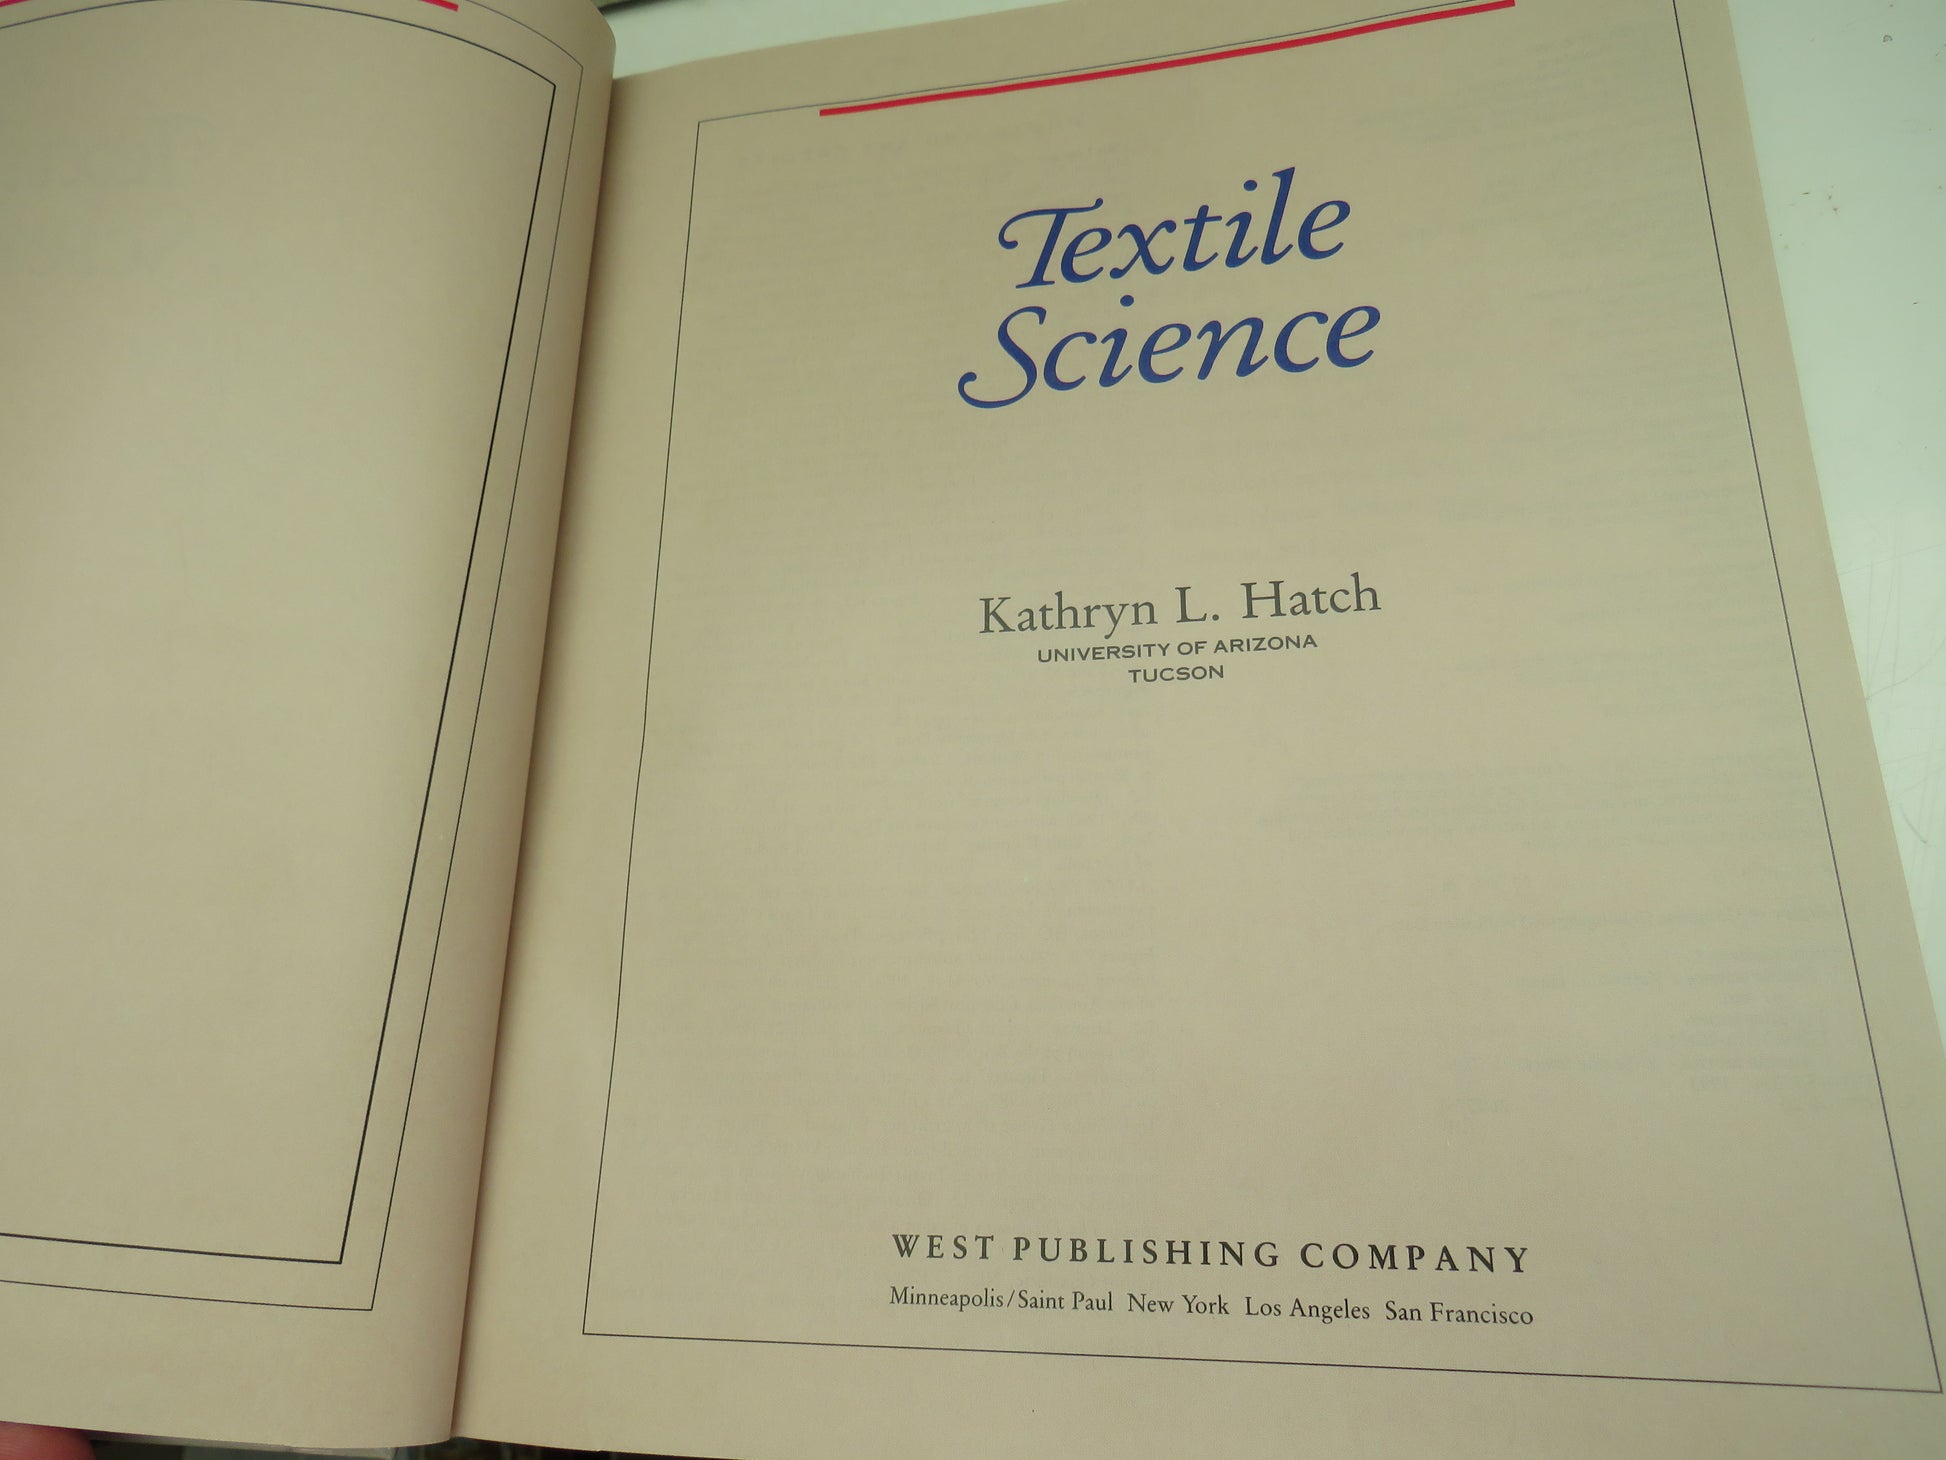 Textile
Science
Kathryn L. Hatch
UNIVERSITY OF ARIZONA
TUCSON
WEST PUBLISHING COMPANY
Minneapolis/Saint Paul New York Los Angeles San Francisco